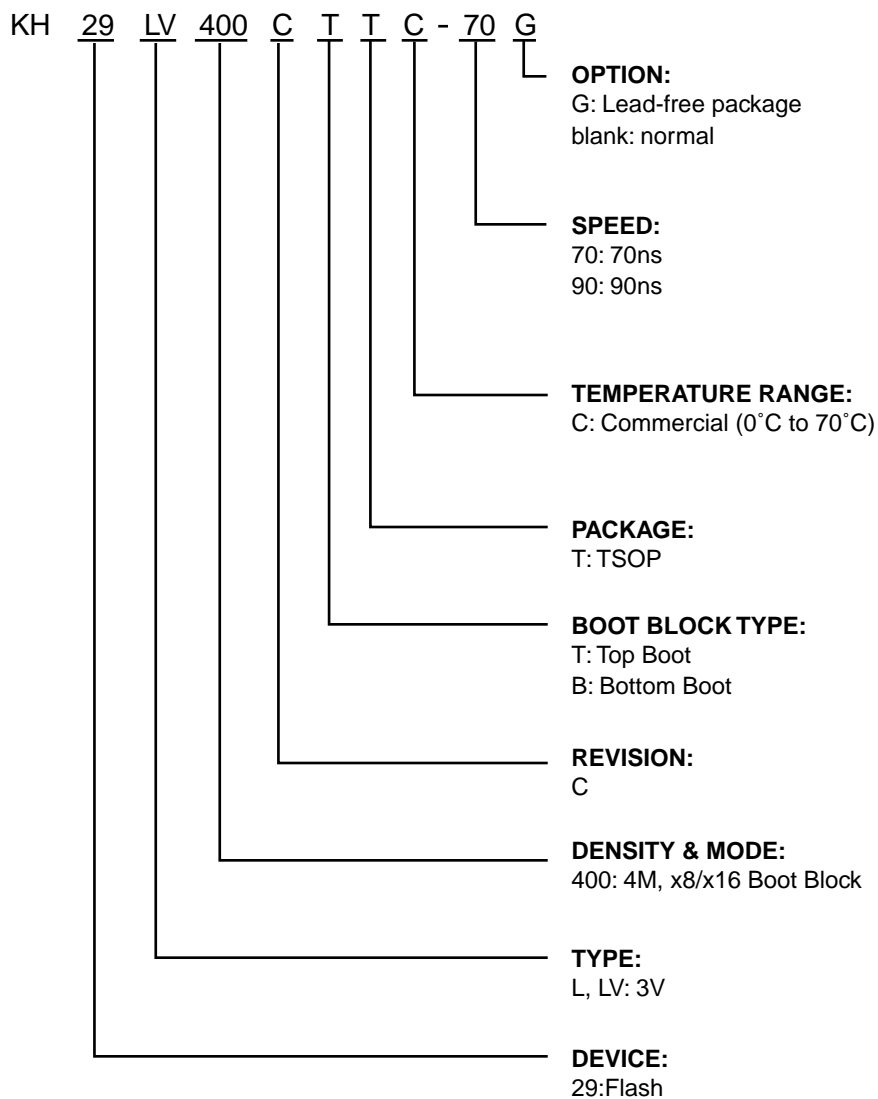 KH 29 LV 400 C T T C - 70 G
OPTION:
G: Lead-free package
blank: normal
SPEED:
70: 70ns
90: 90ns
TEMPERATURE RANGE:
C: Commercial (0˚C to 70˚C)
PACKAGE:
T: TSOP
BOOT BLOCK TYPE:
T: Top Boot
B: Bottom Boot
REVISION:
C
DENSITY & MODE:
400: 4M, x8/x16 Boot Block
TYPE:
L, LV: 3V
DEVICE:
29:Flash